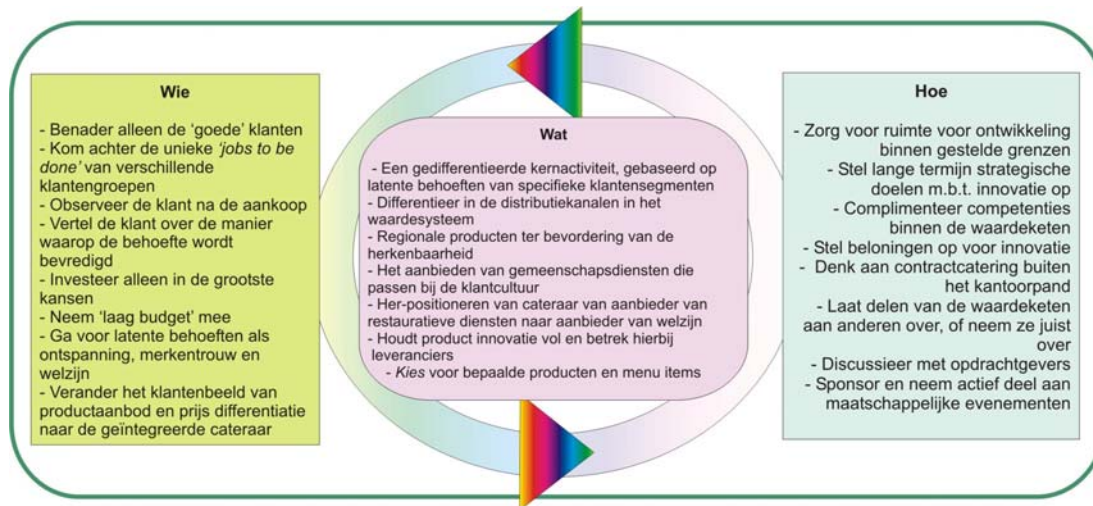 Wie
- Benader alleen de ‘goede’ klanten
- Kom achter de unieke ‘jobs to be
done’ van verschillende
klantengroepen
- Observeer de klant na de aankoop
- Vertel de klant over de manier
waarop de behoefte wordt
bevredigd
- Investeer alleen in de grootste
kansen
- Neem ‘laag budget’ mee
- Ga voor latente behoeften als
ontspanning, merkentrouw en
welzijn
- Verander het klantenbeeld van
productaanbod en prijs differentiatie
naar de geïntegreerde cateraar
Wat
- Een gedifferentieerde kernactiviteit, gebaseerd op
latente behoeften van specifieke klantensegmenten
- Differentieer in de distributiekanalen in het
waardesysteem
- Regionale producten ter bevordering van de
herkenbaarheid
- Het aanbieden van gemeenschapsdiensten die
passen bij de klantcultuur
- Her-positioneren van cateraar van aanbieder van
restauratieve diensten naar aanbieder van welzijn
- Houdt product innovatie vol en betrek hierbij
leveranciers
- Kies voor bepaalde producten en menu items
Hoe
- Zorg voor ruimte voor ontwikkeling
binnen gestelde grenzen
- Stel lange termijn strategische
doelen m.b.t. innovatie op
- Complimenteer competenties
binnen de waardeketen
- Stel beloningen op voor innovatie
- Denk aan contractcatering buiten
het kantoorpand
- Laat delen van de waardeketen
aan anderen over, of neem ze juist
over
- Discussieer met opdrachtgevers
- Sponsor en neem actief deel aan
maatschappelijke evenementen